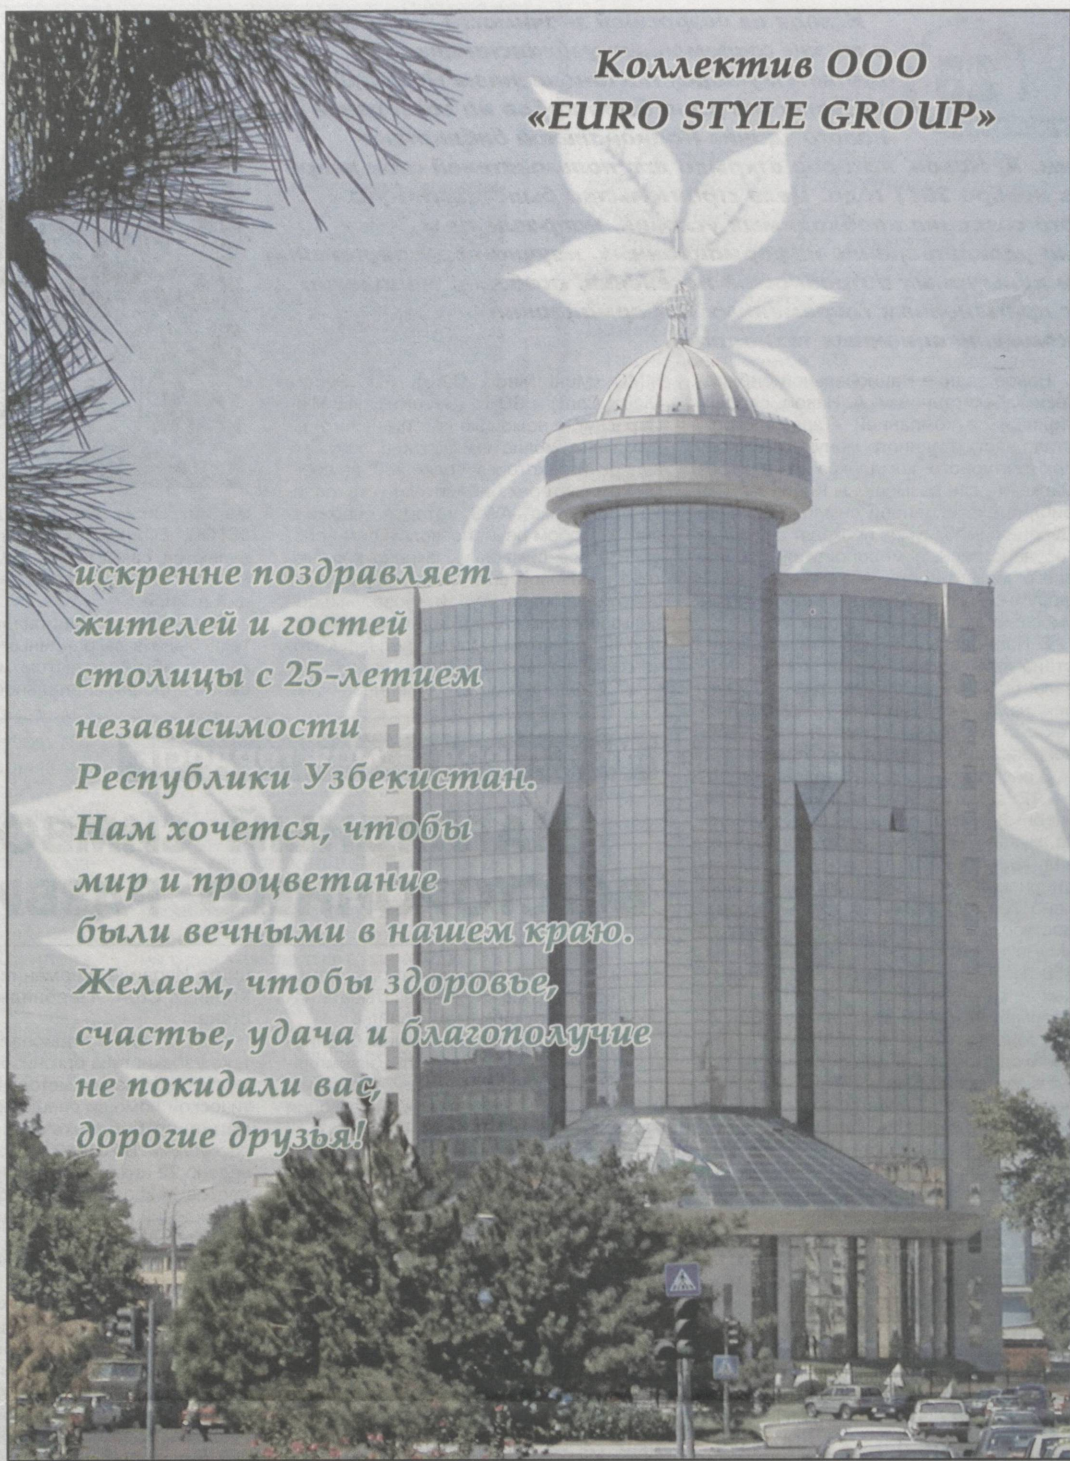 Коллектив ООО
«EURO STYLE GROUP»
искренне поздравляет
жителей и гостей
столицы с 25-летием
независимости
Республики Узбекистан.
Нам хочется, чтобы
мир и процветание
были вечными в нашем краю.
Желаем, чтобы здоровье,
счастье, удача и благополучие
не покидали вас,
дорогие друзья!